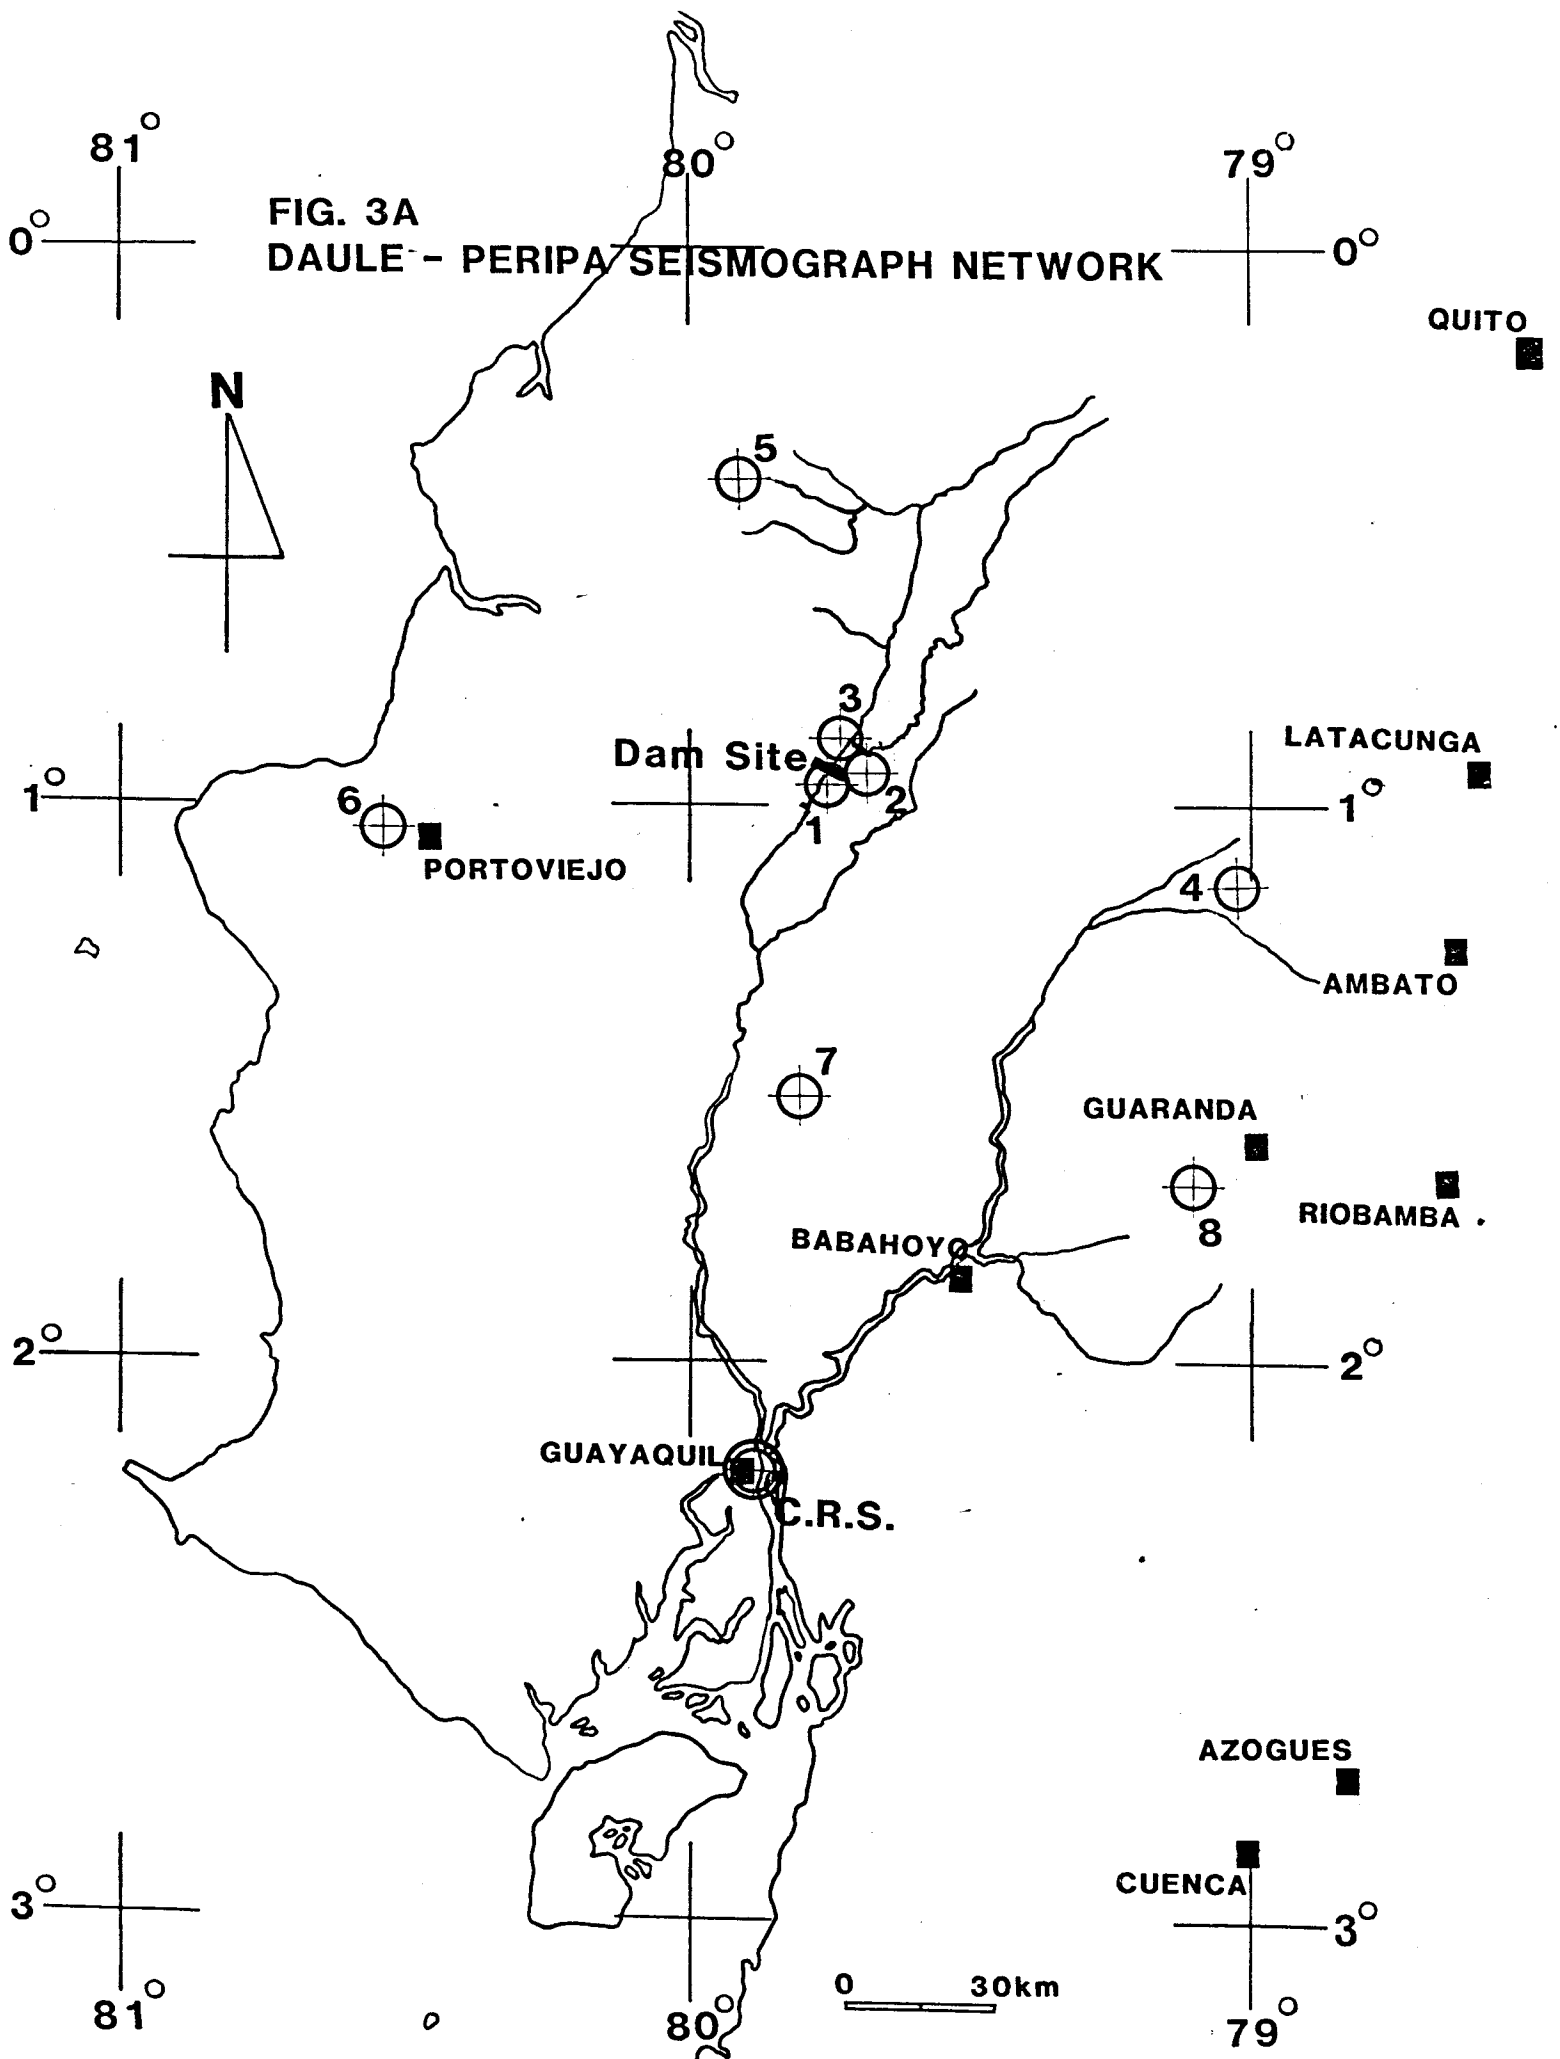 81°
80°
79°
FIG. 3A
0°
DAULE - PERIPA SEISMOGRAPH NETWORK
0°
QUITO
N
5
3
LATACUNGA
Dam Site
1°
6
2
1°
1
PORTOVIEJO
4
AMBATO
7
GUARANDA
RIOBAMBA
8
BABAHOYO
2°
2°
GUAYAQUIL
C.R.S.
AZOGUES
CUENCA
3°
3°
0 30km
81°
80°
79°